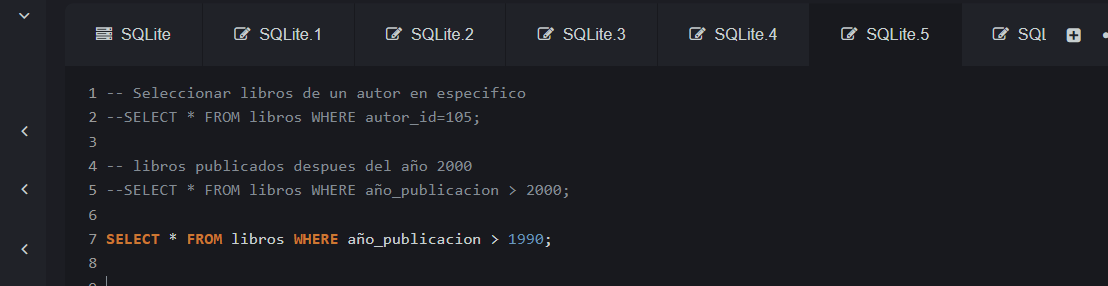 SQLite SQLite.1 SQLite.2 SQLite.3 SQLite.4 SQLite.5 SQL
1 -- Seleccionar libros de un autor en especifico
2 --SELECT * FROM libros WHERE autor_id=105;
3
4 -- libros publicados despues del año 2000
5 --SELECT * FROM libros WHERE año_publicacion > 2000;
6
7 SELECT * FROM libros WHERE año_publicacion > 1990;
8